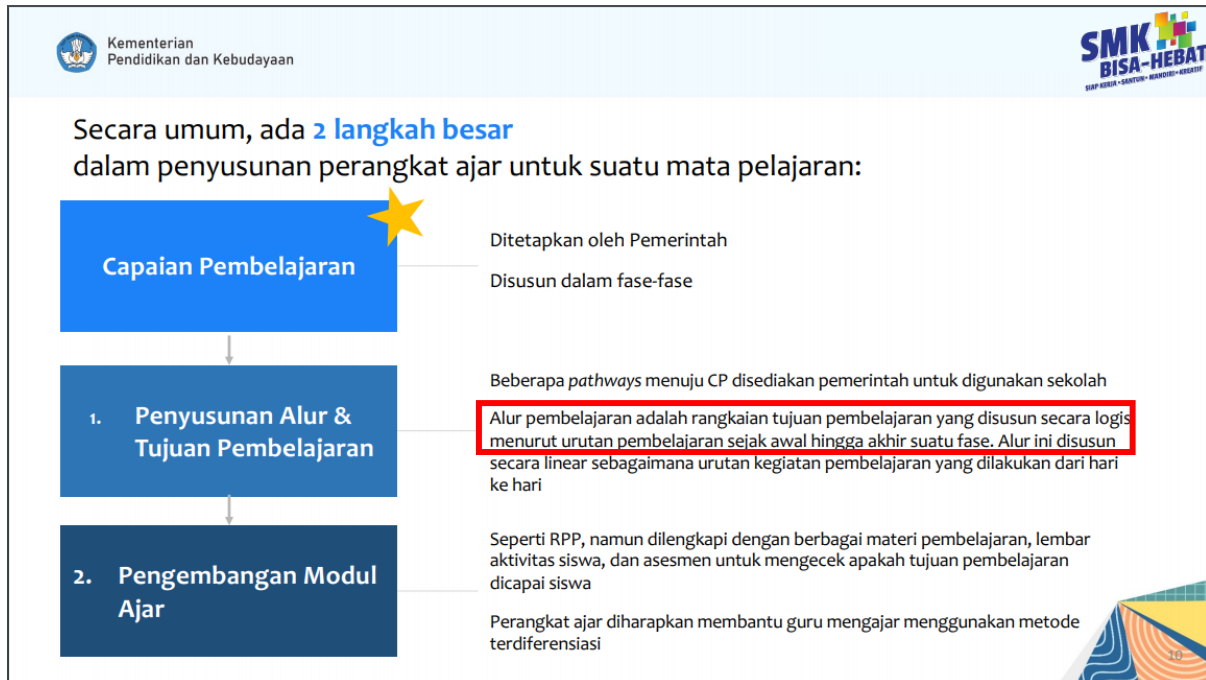 Kementerian
Pendidikan dan Kebudayaan
SMK
BISA-HEBAT
SIAP KERJA • SANTUN • MANDIRI • KREATIF
Secara umum, ada 2 langkah besar
dalam penyusunan perangkat ajar untuk suatu mata pelajaran:
Capaian Pembelajaran
Ditetapkan oleh Pemerintah
Disusun dalam fase-fase
1. Penyusunan Alur &
Tujuan Pembelajaran
Beberapa pathways menuju CP disediakan pemerintah untuk digunakan sekolah
Alur pembelajaran adalah rangkaian tujuan pembelajaran yang disusun secara logis
menurut urutan pembelajaran sejak awal hingga akhir suatu fase. Alur ini disusun
secara linear sebagaimana urutan kegiatan pembelajaran yang dilakukan dari hari
ke hari
2. Pengembangan Modul
Ajar
Seperti RPP, namun dilengkapi dengan berbagai materi pembelajaran, lembar
aktivitas siswa, dan asesmen untuk mengecek apakah tujuan pembelajaran
dicapai siswa
Perangkat ajar diharapkan membantu guru mengajar menggunakan metode
terdiferensiasi
10